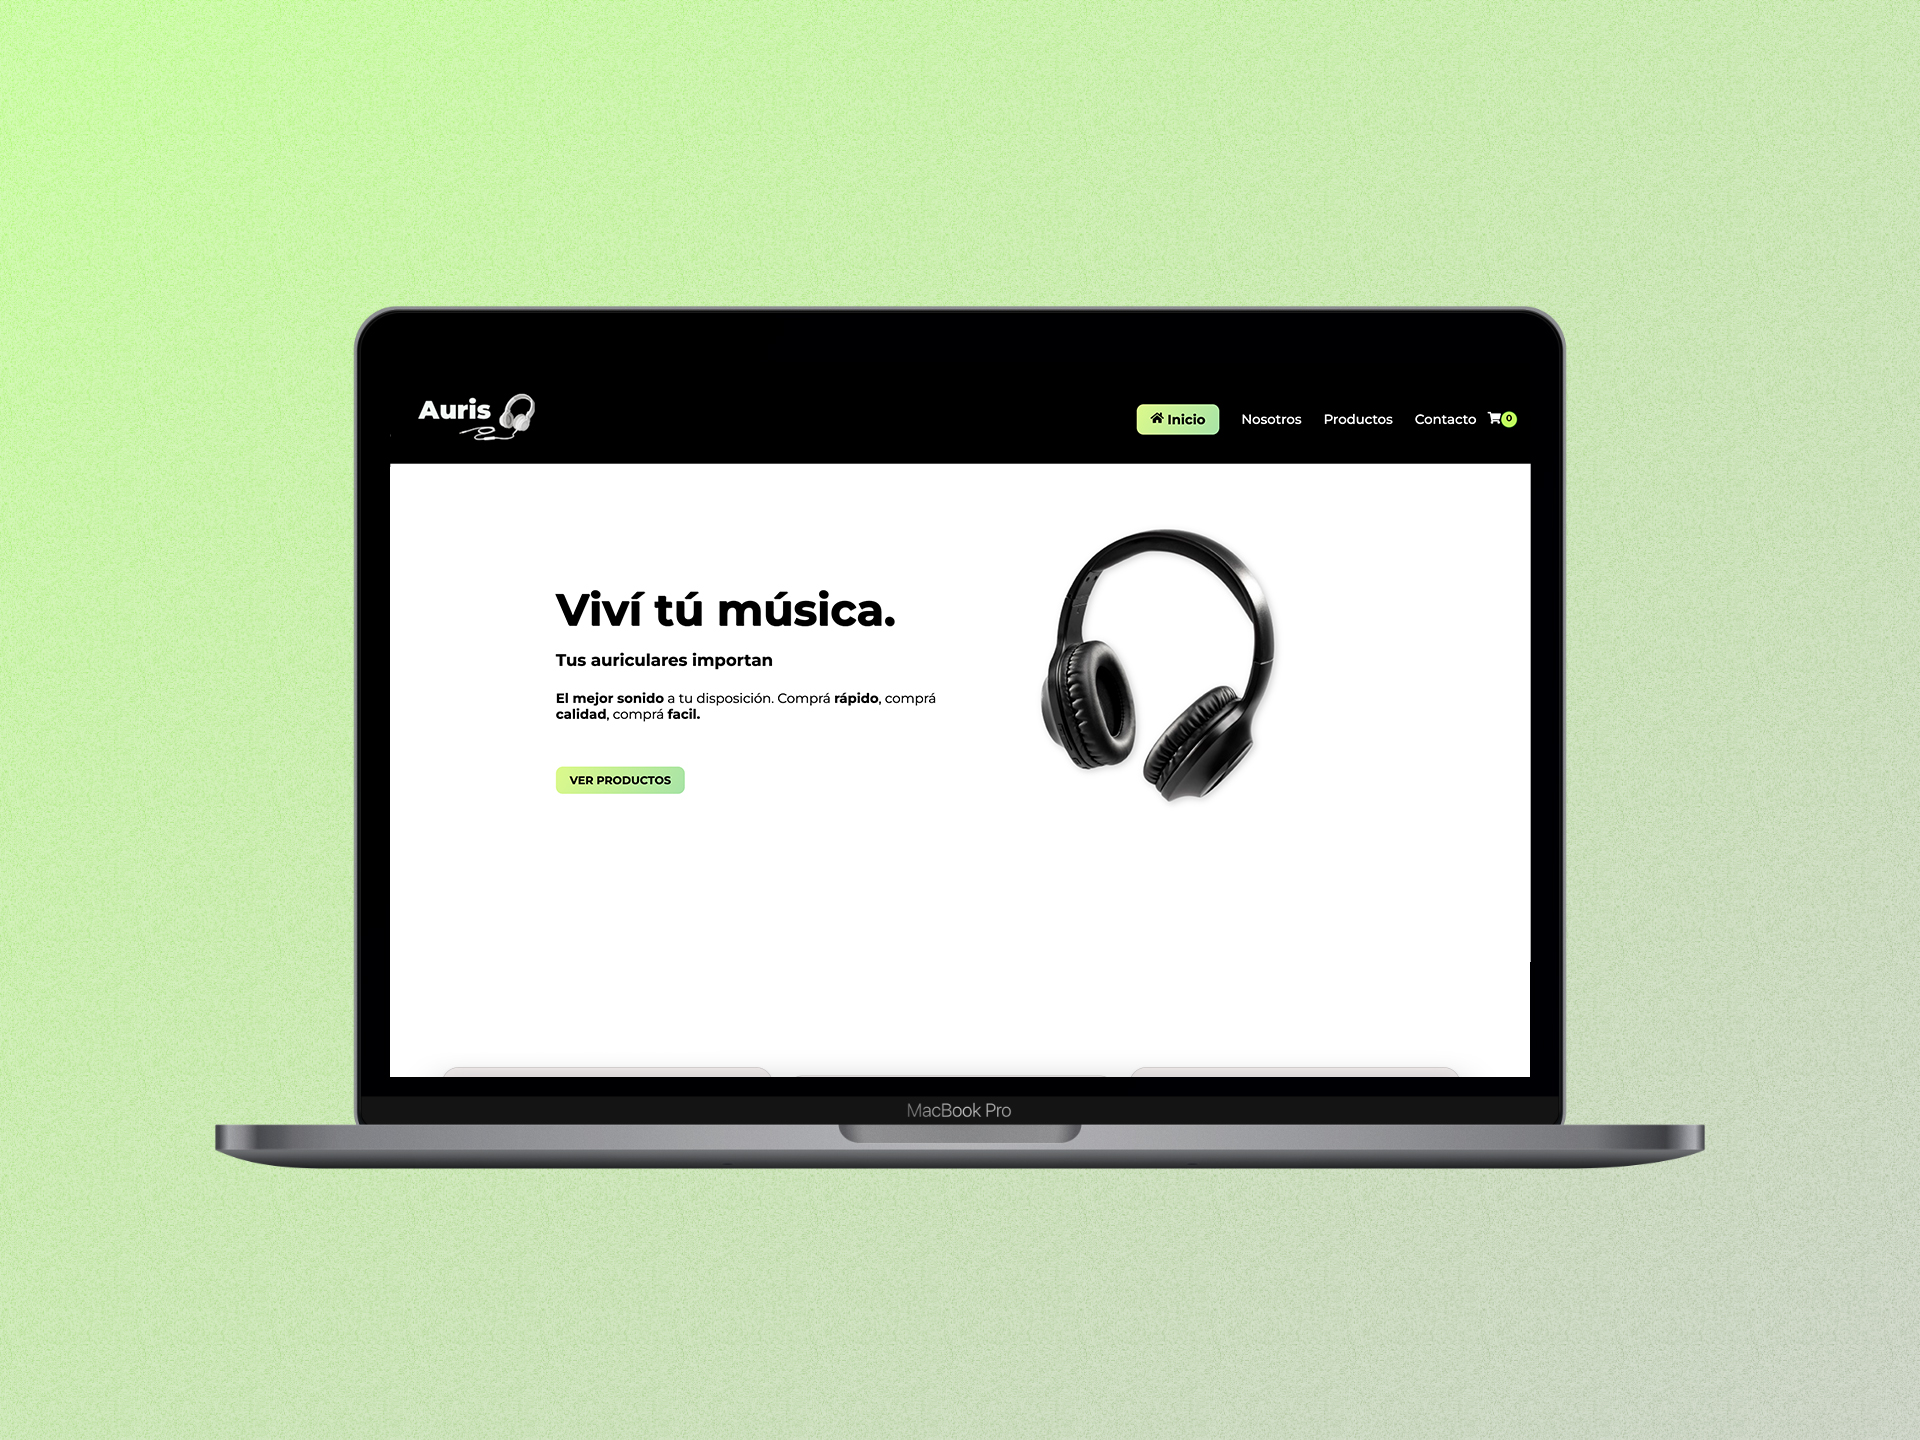 Auris
Inicio Nosotros Productos Contacto 0
Viví tú música.
Tus auriculares importan
El mejor sonido a tu disposición. Comprá rápido, comprá
calidad, comprá facil.
VER PRODUCTOS
MacBook Pro